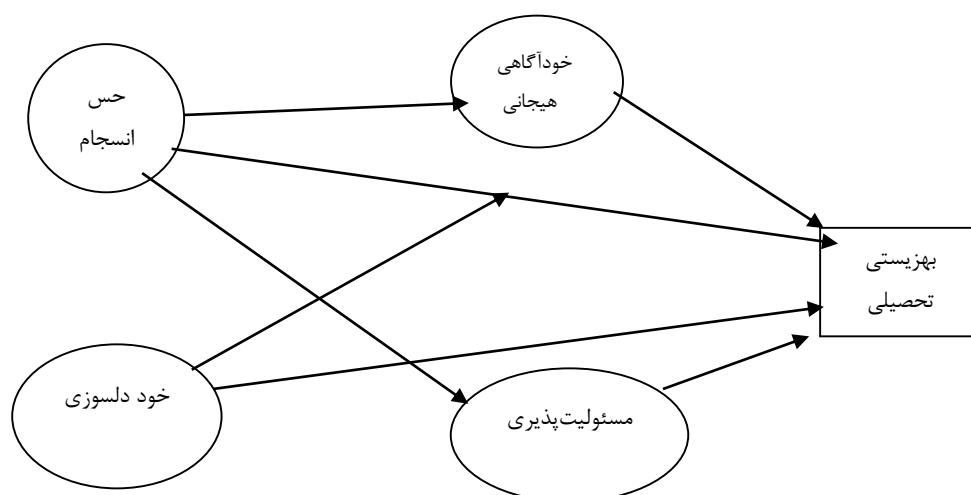 حس
انسجام
خودآگاهی
هیجانی
بهزیستی
تحصیلی
خود دلسوزی
مسئولیت‌پذیری